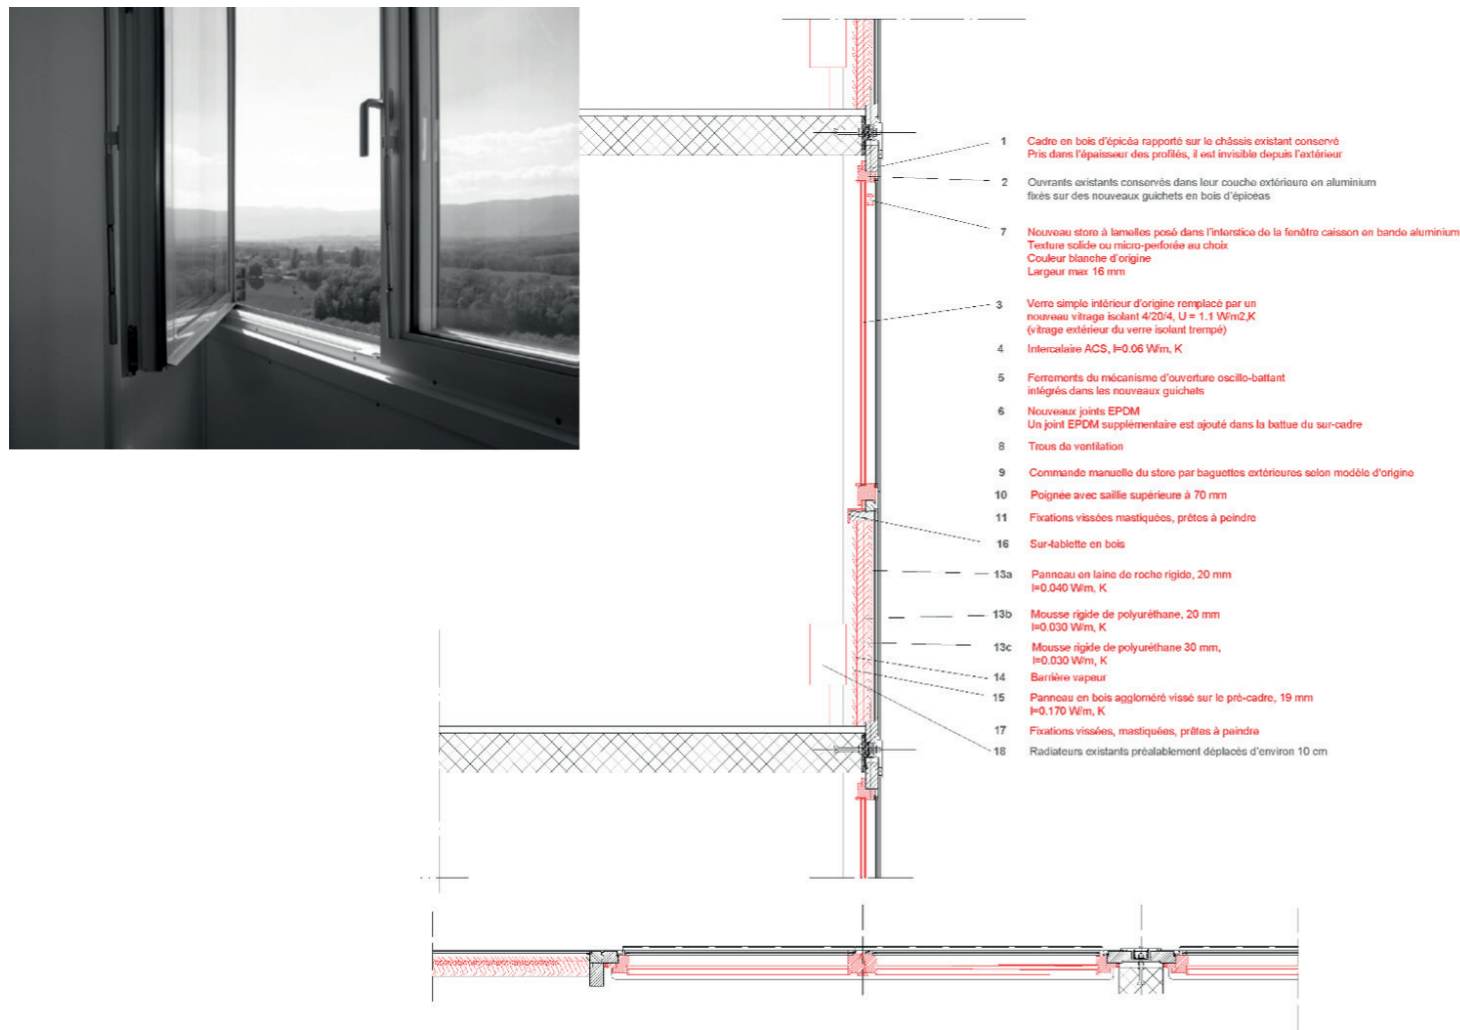 1 Cadre en bois d'épicéa rapporté sur le châssis existant conservé
Pris dans l'épaisseur des profilés, il est invisible depuis l'extérieur
2 Ouvrants existants conservés dans leur couche extérieure en aluminium
fixés sur des nouveaux guichets en bois d'épicéas
7 Nouveau store à lamelles posé dans l'interstice de la fenêtre caisson en bande aluminium
Texture solide ou micro-perforée au choix
Couleur blanche d'origine
Largeur max 16 mm
3 Verre simple intérieur d'origine remplacé par un
nouveau vitrage isolant 4/20/4, U = 1.1 W/m2,K
(vitrage extérieur du verre isolant trempé)
4 Intercalaire ACS, l=0.06 W/m, K
5 Ferrements du mécanisme d'ouverture oscillo-battant
intégrés dans les nouveaux guichets
6 Nouveaux joints EPDM
Un joint EPDM supplémentaire est ajouté dans la battue du sur-cadre
8 Trous de ventilation
9 Commande manuelle du store par baguettes extérieures selon modèle d'origine
10 Poignée avec saillie supérieure à 70 mm
11 Fixations vissées mastiquées, prêtes à peindre
16 Sur-tablette en bois
13a Panneau en laine de roche rigide, 20 mm
l=0.040 W/m, K
13b Mousse rigide de polyuréthane, 20 mm
l=0.030 W/m, K
13c Mousse rigide de polyuréthane 30 mm,
l=0.030 W/m, K
14 Barrière vapeur
15 Panneau en bois aggloméré vissé sur le pré-cadre, 19 mm
l=0.170 W/m, K
17 Fixations vissées, mastiquées, prêtes à peindre
18 Radiateurs existants préalablement déplacés d'environ 10 cm